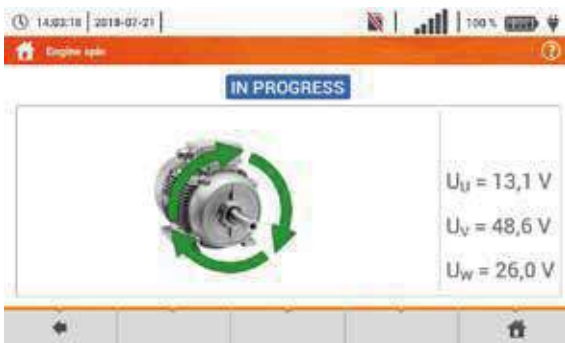 14:03:18 2018-07-21 100 %
Engine spin
IN PROGRESS
U_U = 13,1 V
U_V = 48,6 V
U_W = 26,0 V